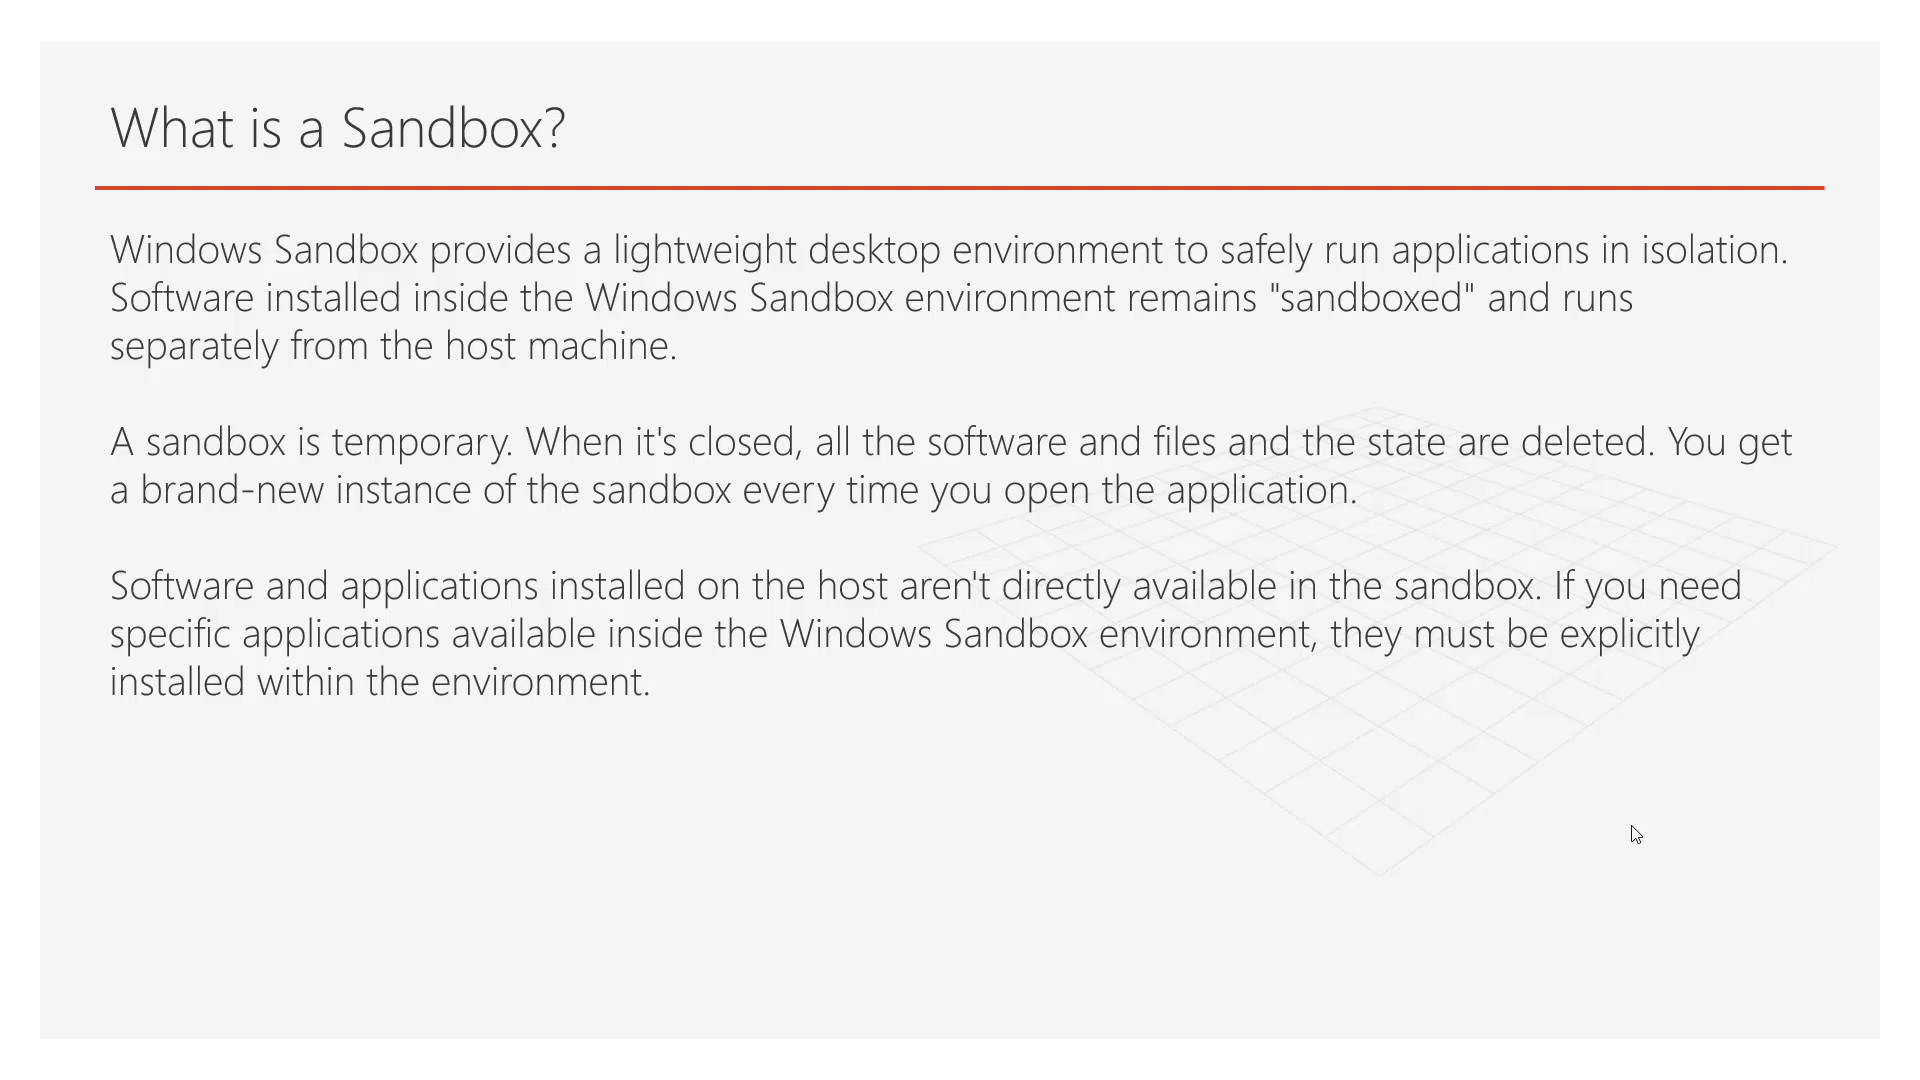 What is a Sandbox?
Windows Sandbox provides a lightweight desktop environment to safely run applications in isolation.
Software installed inside the Windows Sandbox environment remains "sandboxed" and runs
separately from the host machine.
A sandbox is temporary. When it's closed, all the software and files and the state are deleted. You get
a brand-new instance of the sandbox every time you open the application.
Software and applications installed on the host aren't directly available in the sandbox. If you need
specific applications available inside the Windows Sandbox environment, they must be explicitly
installed within the environment.